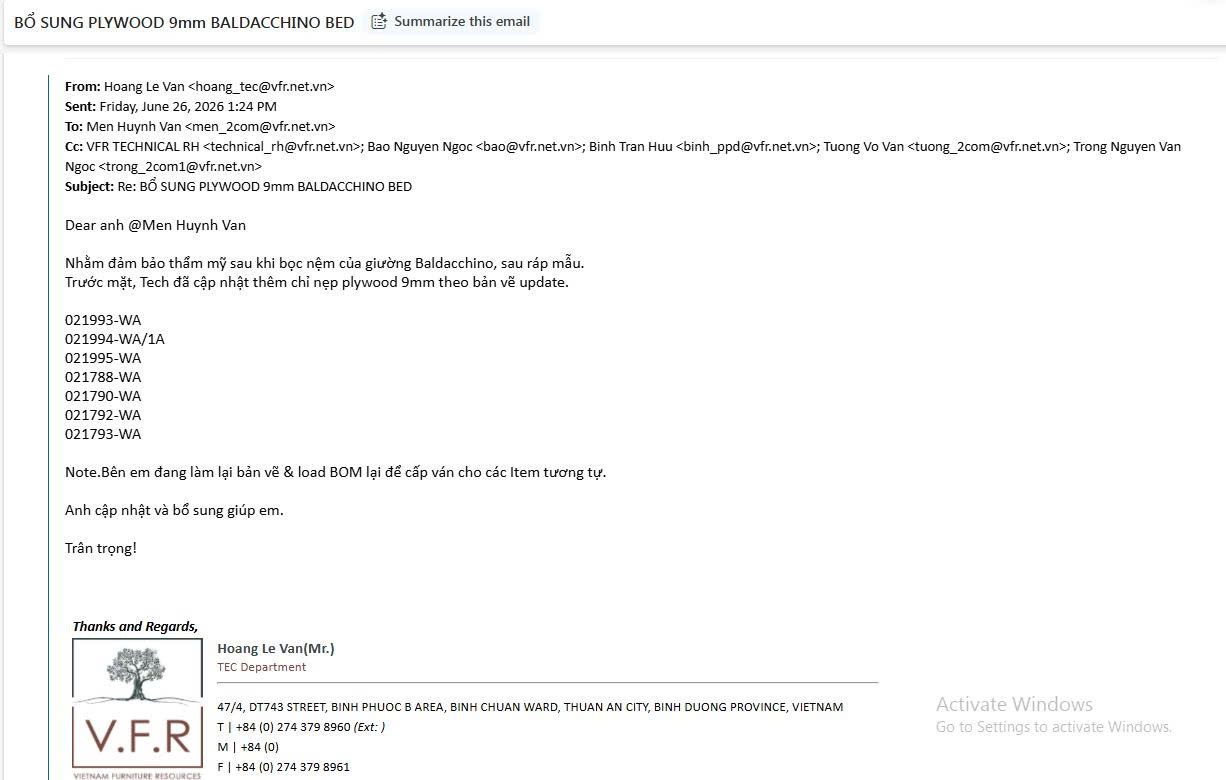 BỔ SUNG PLYWOOD 9mm BALDACCHINO BED Summarize this email
From: Hoang Le Van <hoang_tec@vfr.net.vn>
Sent: Friday, June 26, 2026 1:24 PM
To: Men Huynh Van <men_2com@vfr.net.vn>
Cc: VFR TECHNICAL RH <technical_rh@vfr.net.vn>; Bao Nguyen Ngoc <bao@vfr.net.vn>; Binh Tran Huu <binh_ppd@vfr.net.vn>; Tuong Vo Van <tuong_2com@vfr.net.vn>; Trong Nguyen Van
Ngoc <trong_2com1@vfr.net.vn>
Subject: Re: BỔ SUNG PLYWOOD 9mm BALDACCHINO BED
Dear anh @Men Huynh Van
Nhằm đảm bảo thẩm mỹ sau khi bọc nệm của giường Baldacchino, sau ráp mẫu.
Trước mặt, Tech đã cập nhật thêm chỉ nẹp plywood 9mm theo bản vẽ update.
021993-WA
021994-WA/1A
021995-WA
021788-WA
021790-WA
021792-WA
021793-WA
Note.Bên em đang làm lại bản vẽ & load BOM lại để cấp ván cho các Item tương tự.
Anh cập nhật và bổ sung giúp em.
Trân trọng!
Thanks and Regards,
Hoang Le Van(Mr.)
TEC Department
47/4, DT743 STREET, BINH PHUOC B AREA, BINH CHUAN WARD, THUAN AN CITY, BINH DUONG PROVINCE, VIETNAM
T | +84 (0) 274 379 8960 (Ext: )
M | +84 (0)
F | +84 (0) 274 379 8961
V.F.R
VIETNAM FURNITURE RESOURCES
Activate Windows
Go to Settings to activate Windows.